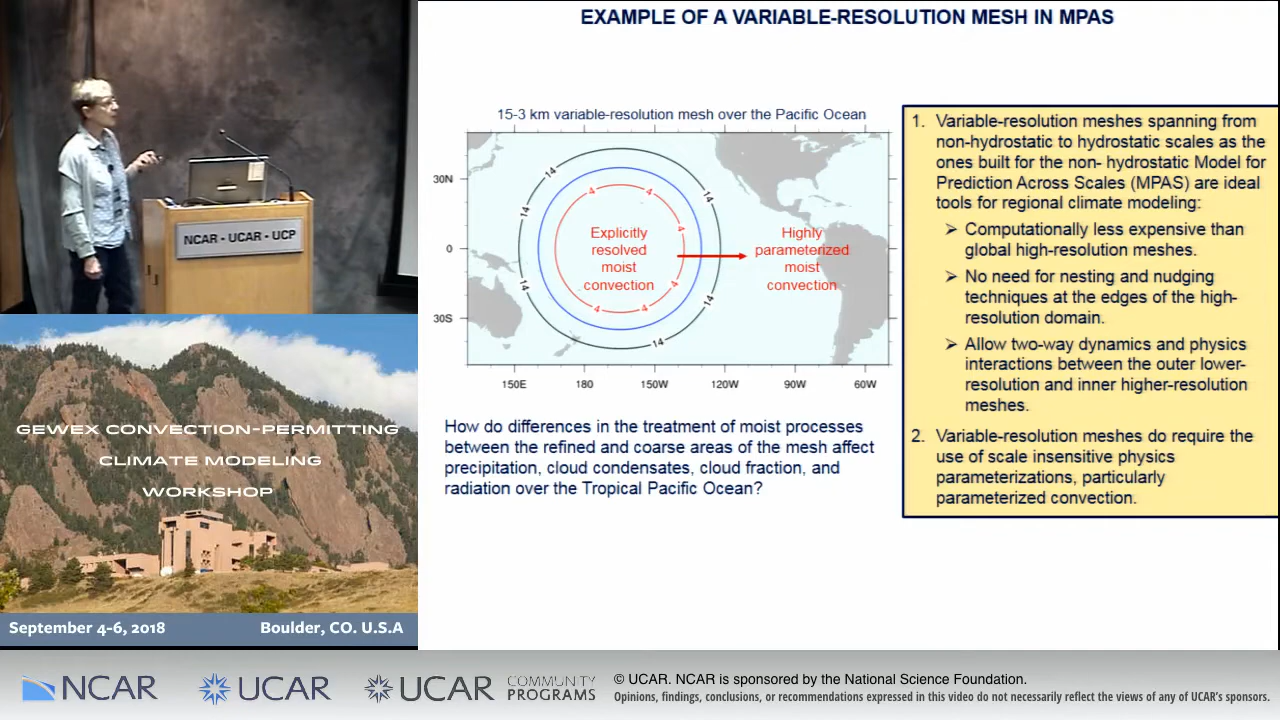 EXAMPLE OF A VARIABLE-RESOLUTION MESH IN MPAS
15-3 km variable-resolution mesh over the Pacific Ocean
30N
0
30S
150E
180
150W
120W
90W
60W
14
14
14
14
14
14
4
4
4
4
4
4
Explicitly
resolved
moist
convection
Highly
parameterized
moist
convection
How do differences in the treatment of moist processes
between the refined and coarse areas of the mesh affect
precipitation, cloud condensates, cloud fraction, and
radiation over the Tropical Pacific Ocean?
1. Variable-resolution meshes spanning from
non-hydrostatic to hydrostatic scales as the
ones built for the non- hydrostatic Model for
Prediction Across Scales (MPAS) are ideal
tools for regional climate modeling:
➢ Computationally less expensive than
global high-resolution meshes.
➢ No need for nesting and nudging
techniques at the edges of the high-
resolution domain.
➢ Allow two-way dynamics and physics
interactions between the outer lower-
resolution and inner higher-resolution
meshes.
2. Variable-resolution meshes do require the
use of scale insensitive physics
parameterizations, particularly
parameterized convection.
NCAR • UCAR • UCP
GEWEX CONVECTION-PERMITTING
CLIMATE MODELING
WORKSHOP
September 4-6, 2018
Boulder, CO. U.S.A
NCAR
UCAR
UCAR
COMMUNITY
PROGRAMS
© UCAR. NCAR is sponsored by the National Science Foundation.
Opinions, findings, conclusions, or recommendations expressed in this video do not necessarily reflect the views of any of UCAR's sponsors.